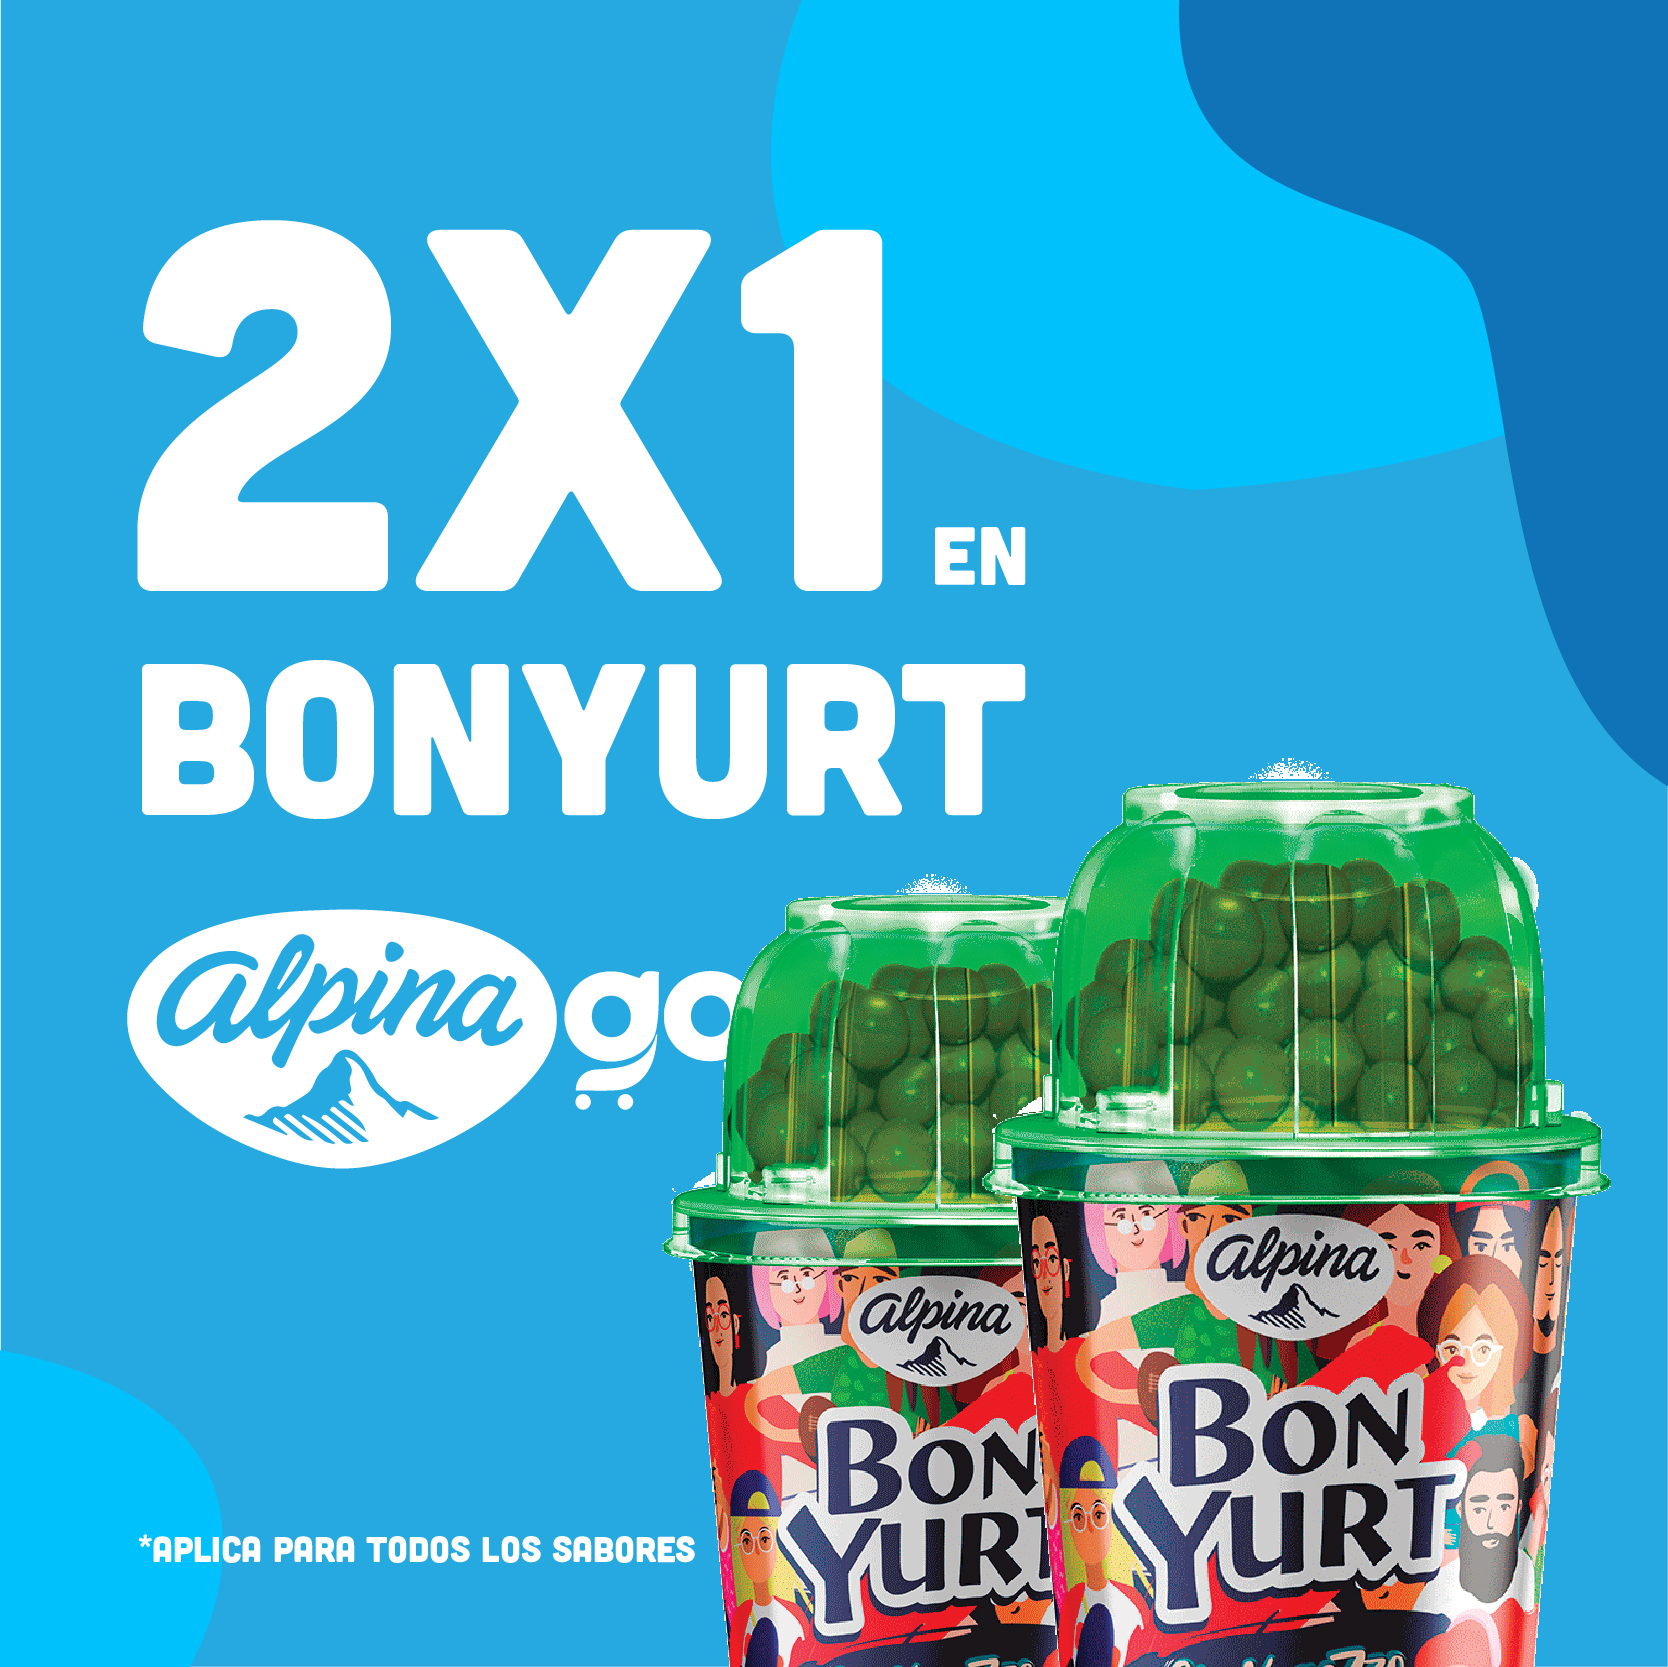 2X1 EN
BONYURT
alpina go
*APLICA PARA TODOS LOS SABORES
alpina
BON
YURT
alpina
BON
YURT